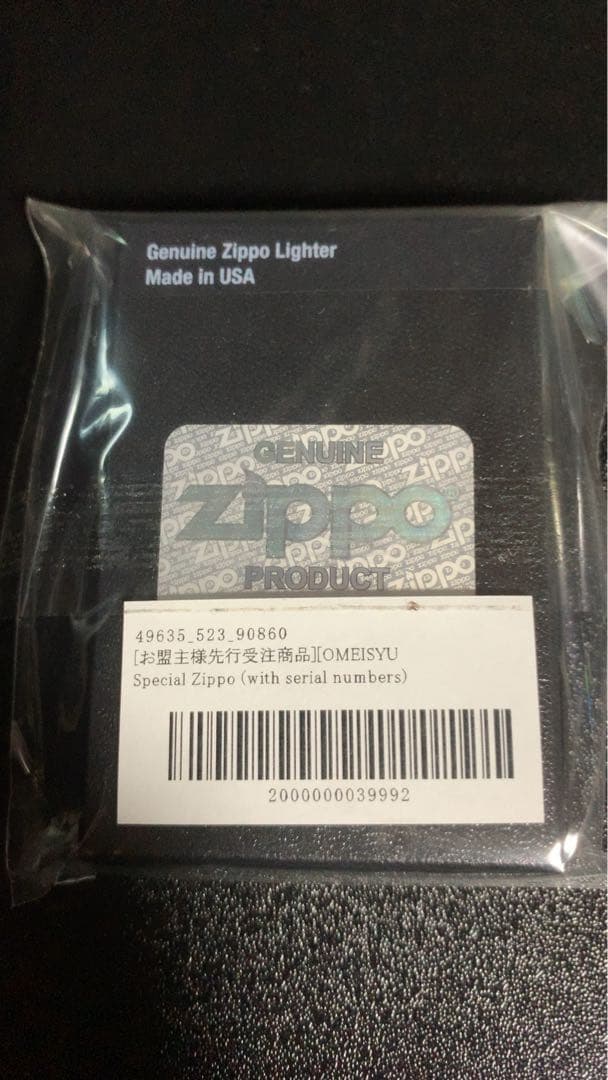 Genuine Zippo Lighter
Made in USA
GENUINE
zippo
PRODUCT
49635_523_90860
[お盟主様先行受注商品][OMEISYU
Special Zippo (with serial numbers)
2000000039992